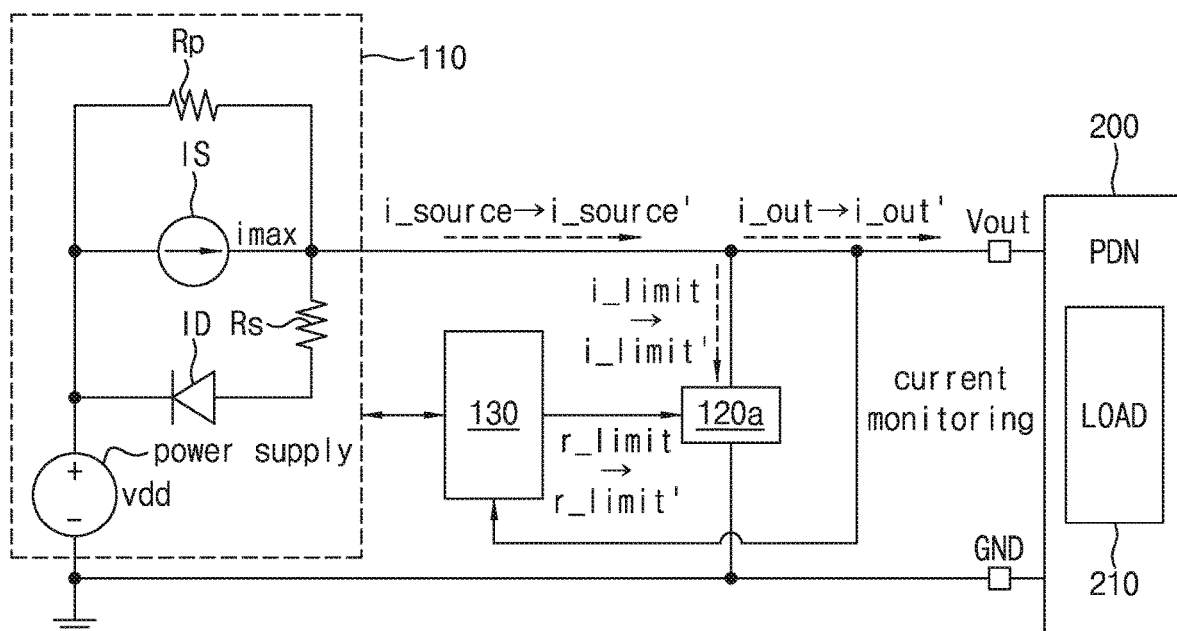 Rp
110
IS
imax
i_source→i_source'
i_out→i_out'
Vout
200
PDN
ID
Rs
i_limit
→
i_limit'
130
120a
current
monitoring
LOAD
r_limit
→
r_limit'
power supply
+
vdd
−
GND
210